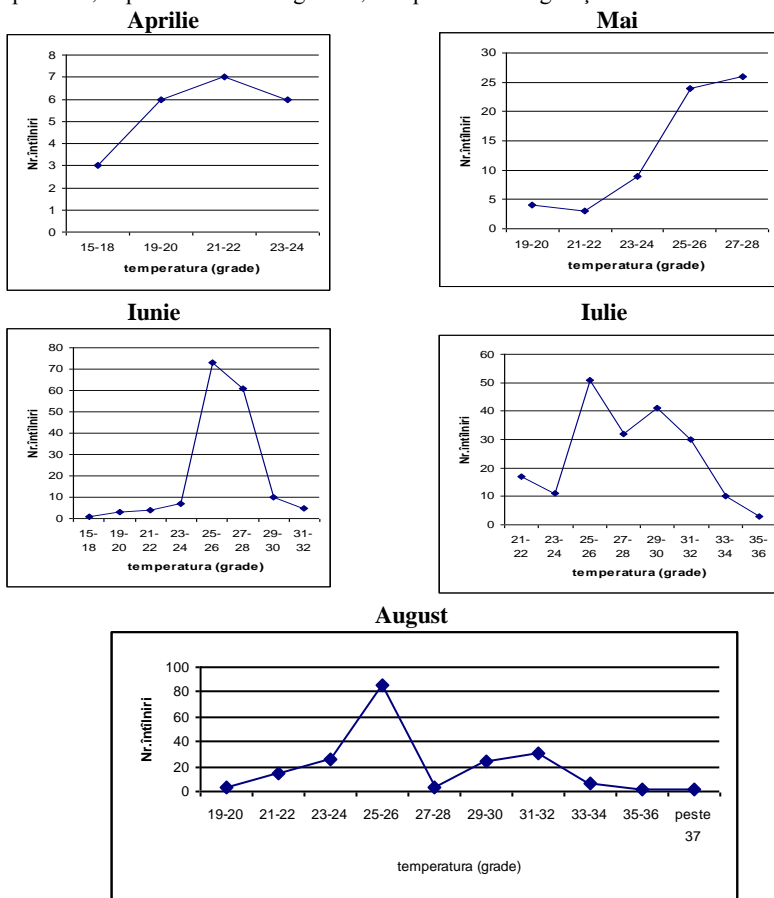 Aprilie
Mai
8
7
6
5
4
3
2
1
0
Nr.întîlniri
15-18 19-20 21-22 23-24
temperatura (grade)
30
25
20
15
10
5
0
Nr.întîlniri
19-20 21-22 23-24 25-26 27-28
temperatura (grade)
Iunie
Iulie
80
70
60
50
40
30
20
10
0
Nr.întîlniri
15- 19- 21- 23- 25- 27- 29- 31-
18 20 22 24 26 28 30 32
temperatura (grade)
60
50
40
30
20
10
0
Nr.întîlniri
21- 23- 25- 27- 29- 31- 33- 35-
22 24 26 28 30 32 34 36
temperatura (grade)
August
100
80
60
40
20
0
Nr.întîlniri
19-20 21-22 23-24 25-26 27-28 29-30 31-32 33-34 35-36 peste
37
temperatura (grade)